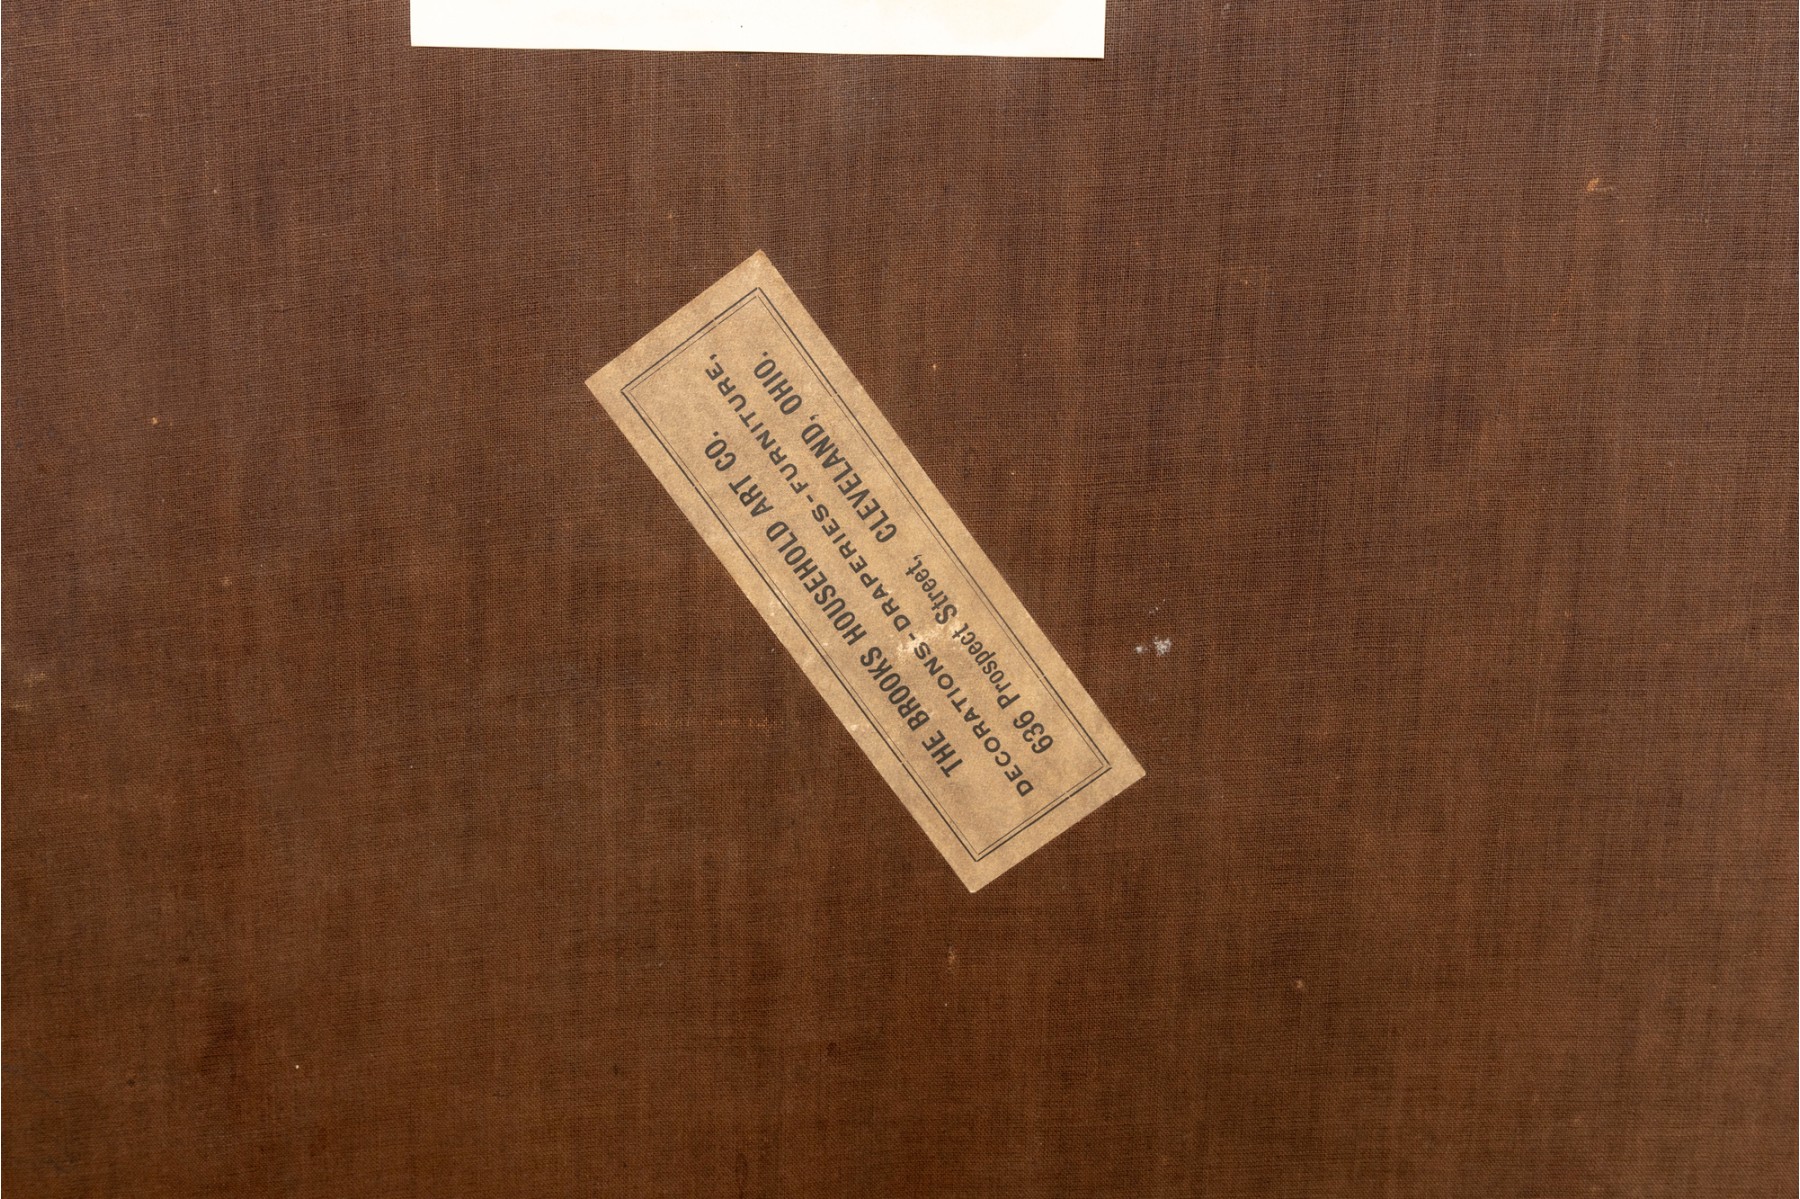 THE BROOKS HOUSEHOLD ART CO.
DECORATIONS-DRAPERIES-FURNITURE,
636 Prospect Street, CLEVELAND, OHIO.